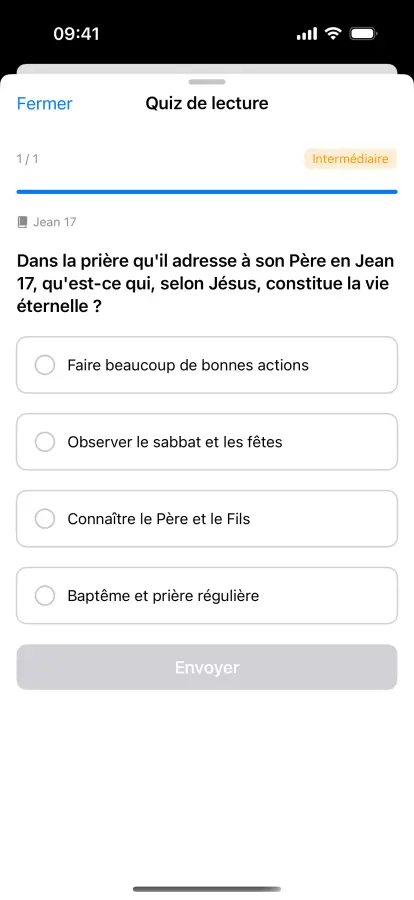 09:41
Fermer
Quiz de lecture
1 / 1
Intermédiaire
Jean 17
Dans la prière qu'il adresse à son Père en Jean
17, qu'est-ce qui, selon Jésus, constitue la vie
éternelle ?
Faire beaucoup de bonnes actions
Observer le sabbat et les fêtes
Connaître le Père et le Fils
Baptême et prière régulière
Envoyer